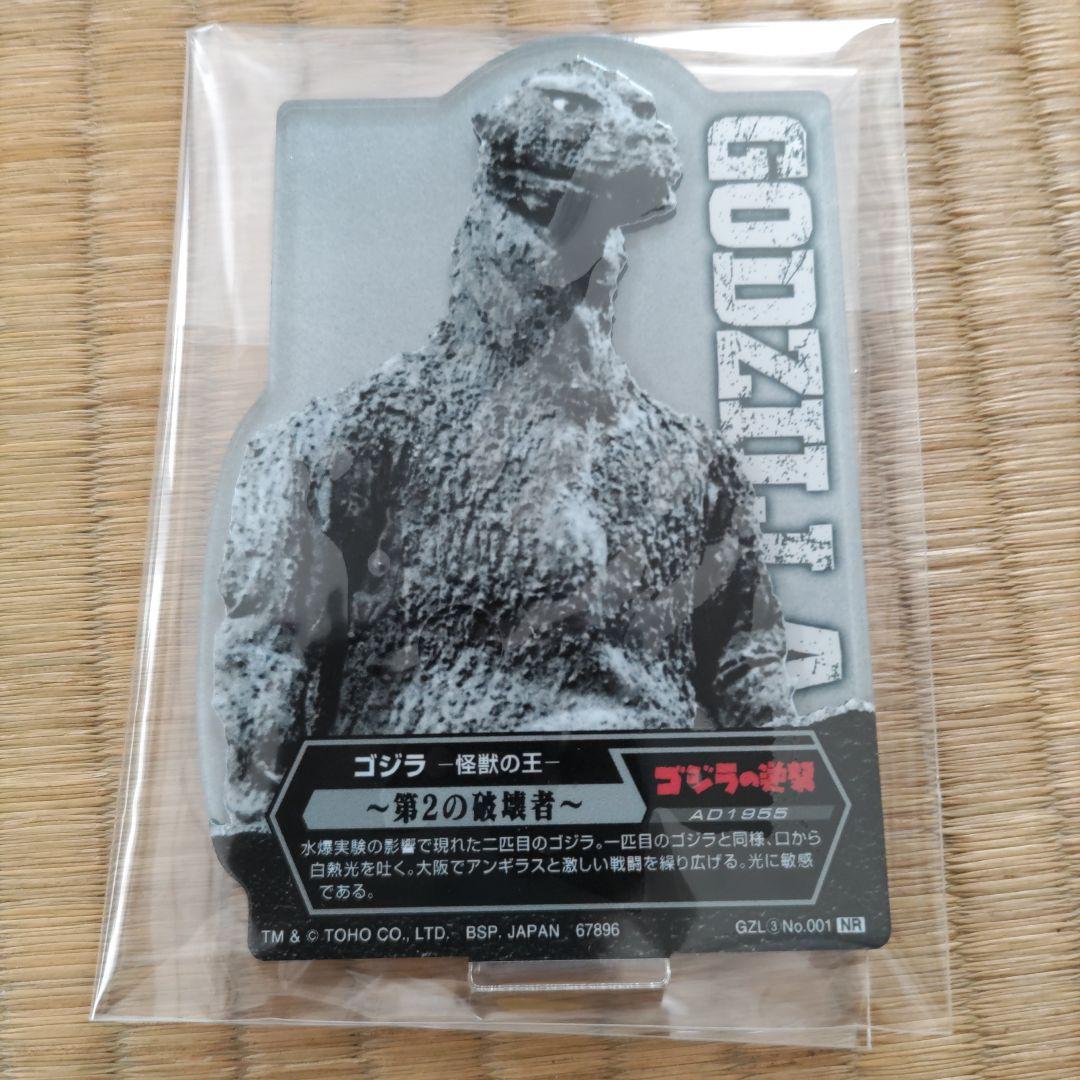 GODZILLA
ゴジラ －怪獣の王－
～第2の破壊者～
ゴジラの逆襲
AD1955
水爆実験の影響で現れた二匹目のゴジラ。一匹目のゴジラと同様、口から
白熱光を吐く。大阪でアンギラスと激しい戦闘を繰り広げる。光に敏感
である。
TM & © TOHO CO., LTD. BSP. JAPAN 67896
GZL③No.001 NR